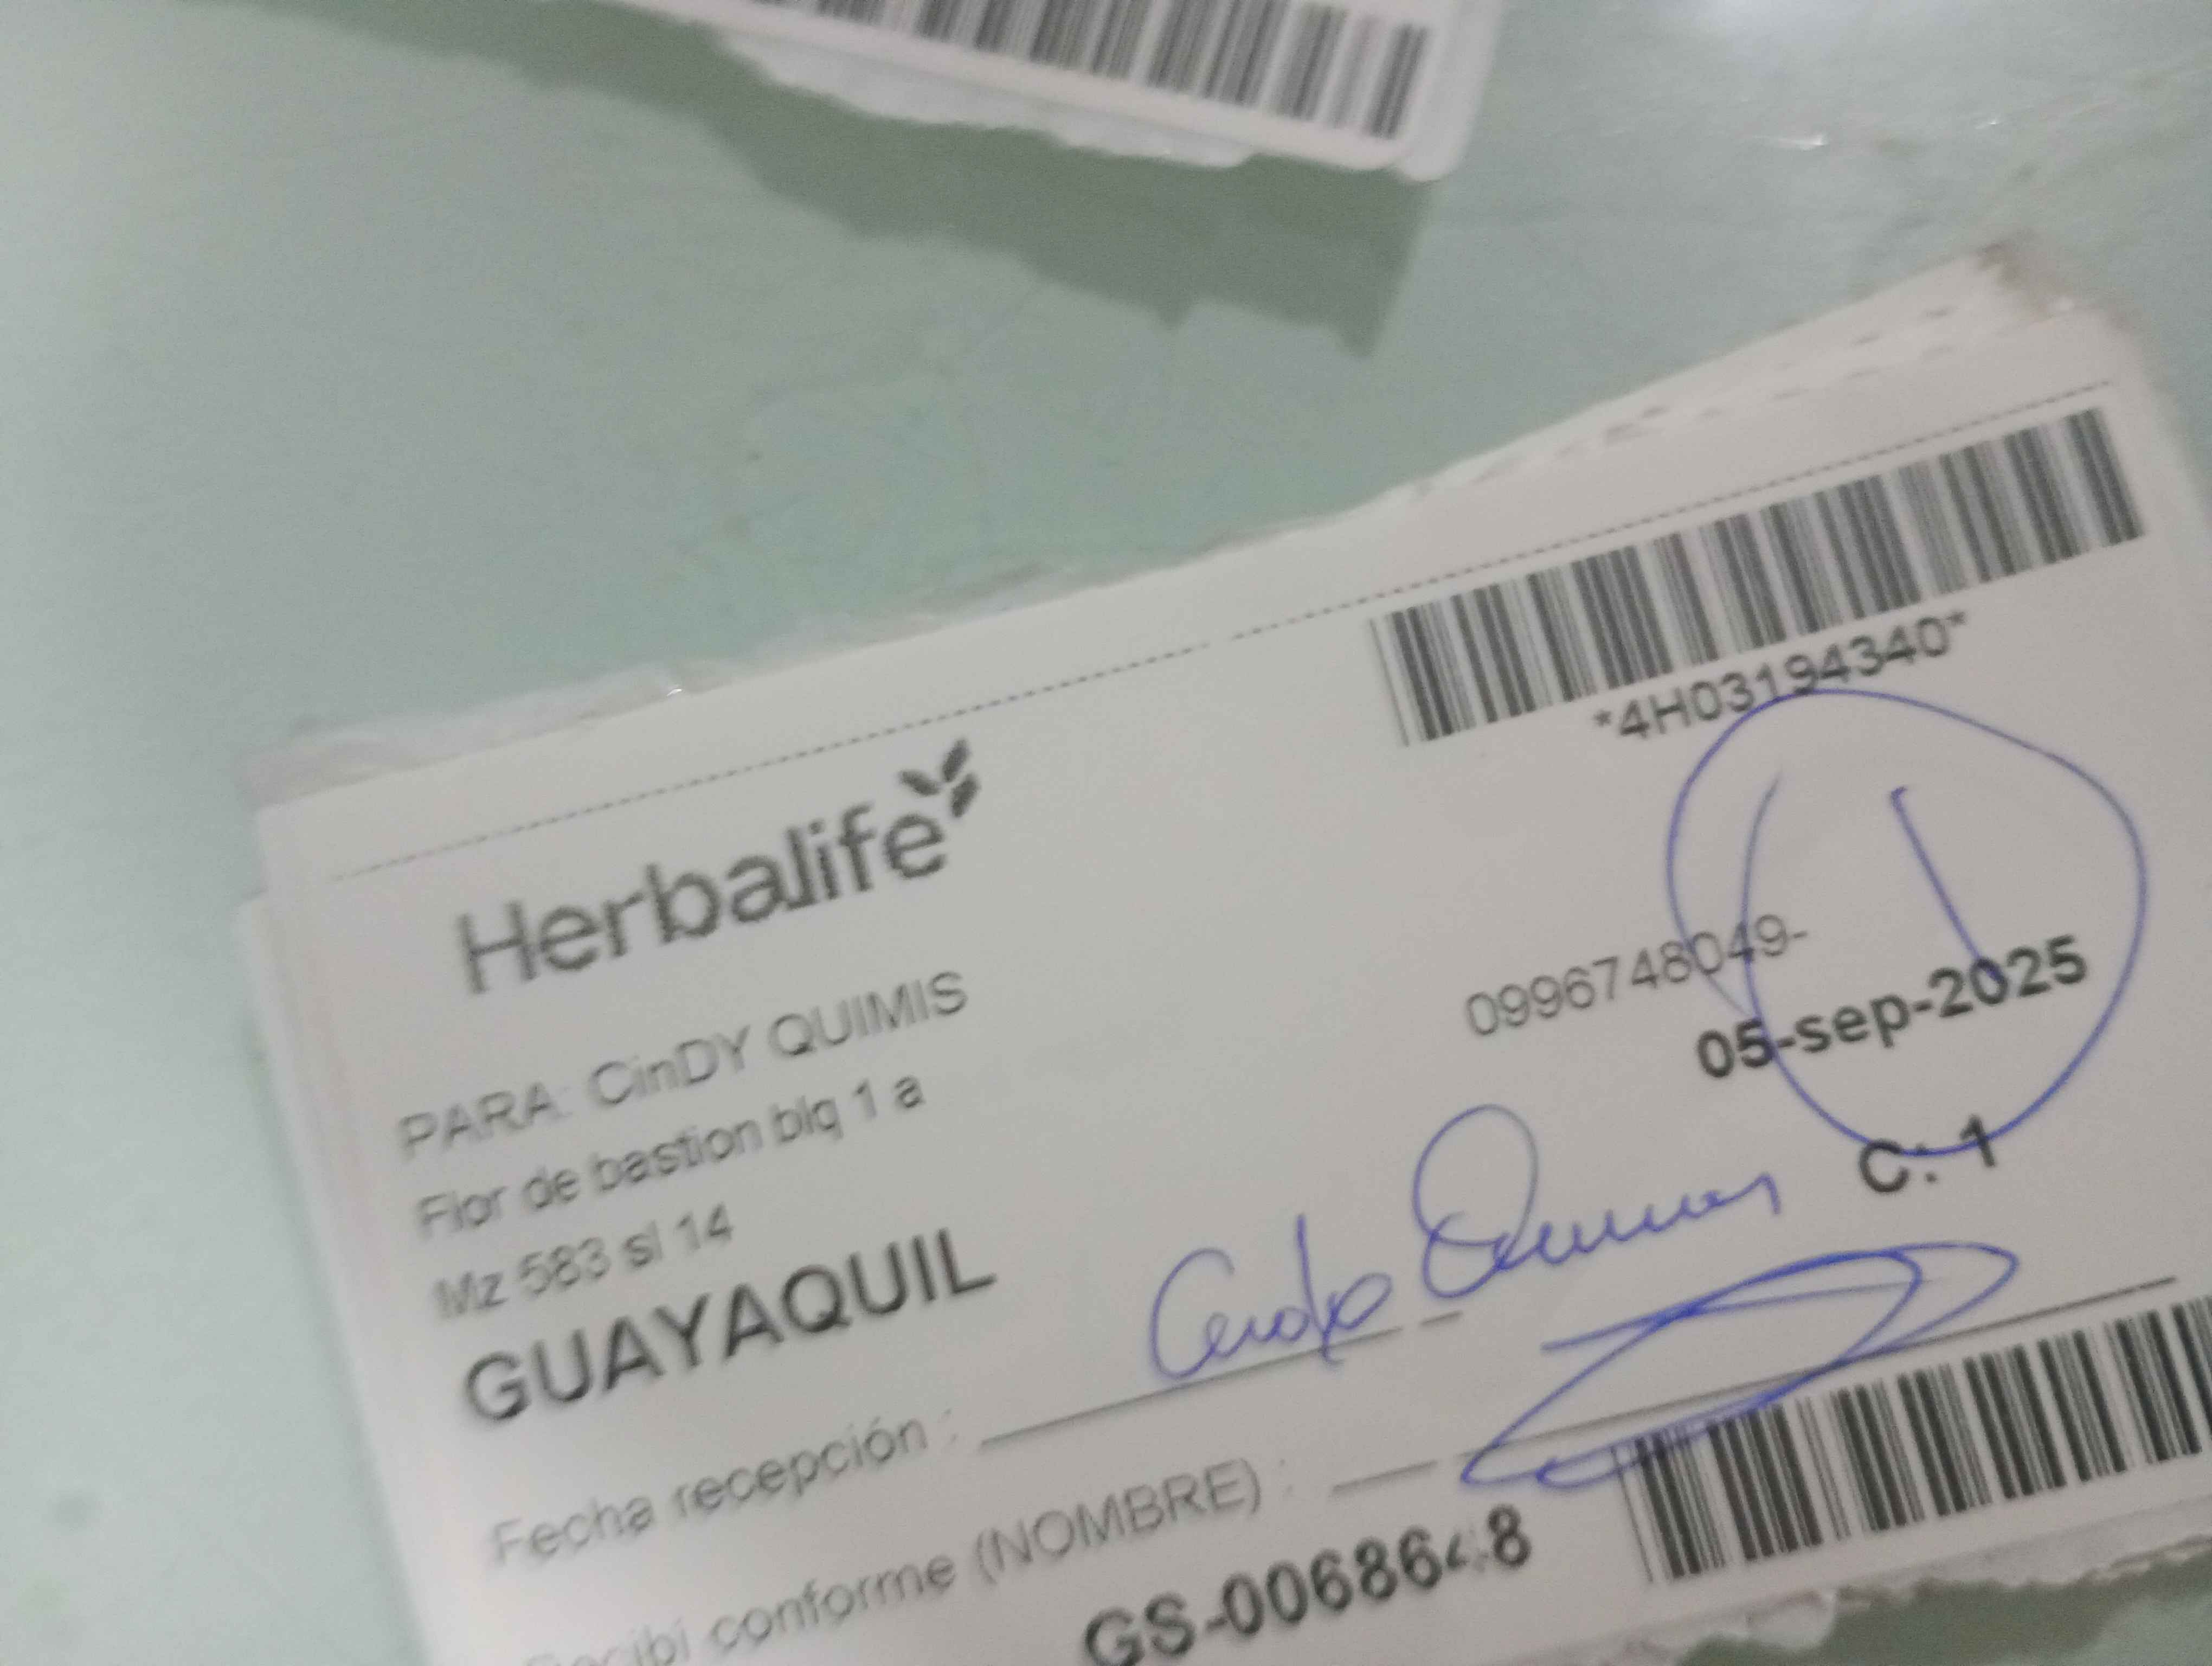 *4H03194340*
Herbalife
PARA: CinDY QUIMIS
0996748049-
Flor de bastion blq 1 a
05-sep-2025
Mz 583 sl 14
C: 1
GUAYAQUIL
Fecha recepción :
conforme (NOMBRE) :